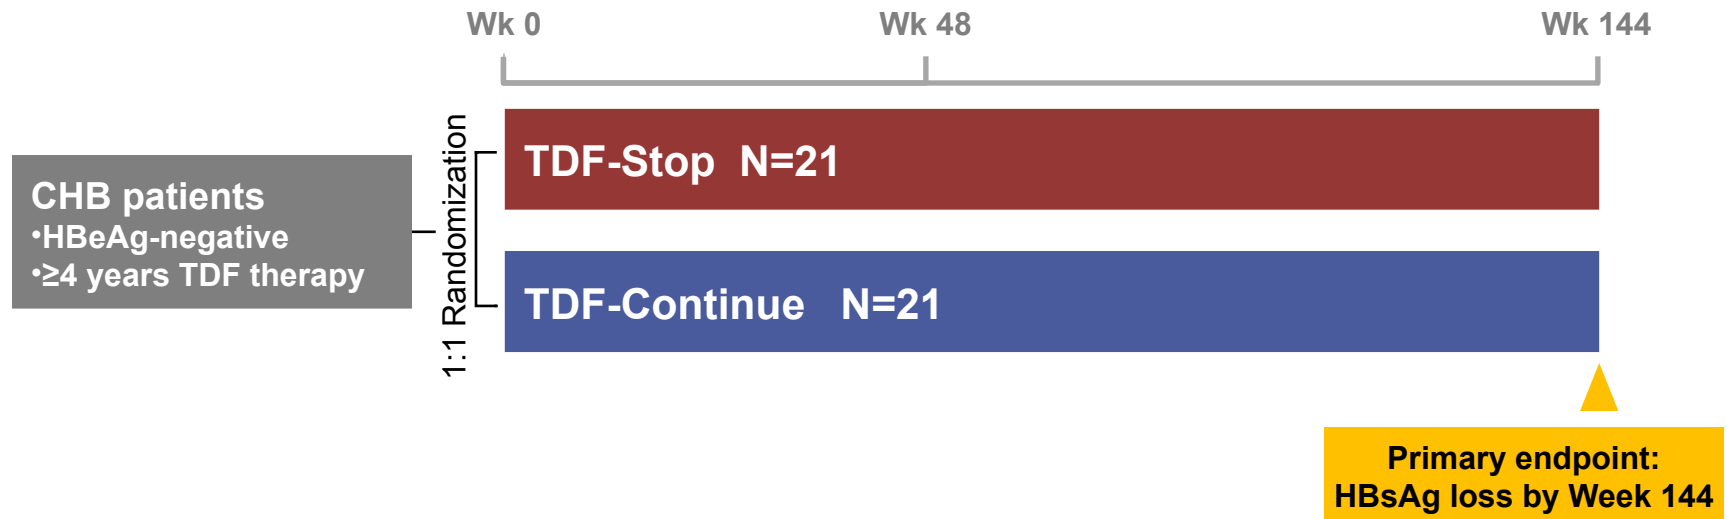 Wk 0
Wk 48
Wk 144
CHB patients
•HBeAg-negative
•≥4 years TDF therapy
1:1 Randomization
TDF-Stop N=21
TDF-Continue N=21
Primary endpoint:
HBsAg loss by Week 144